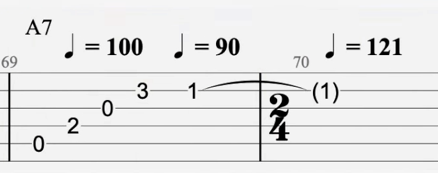 A7
♩ = 100 ♩ = 90 ♩ = 121
69 70
3 1 (1)
0
2
0
2
4